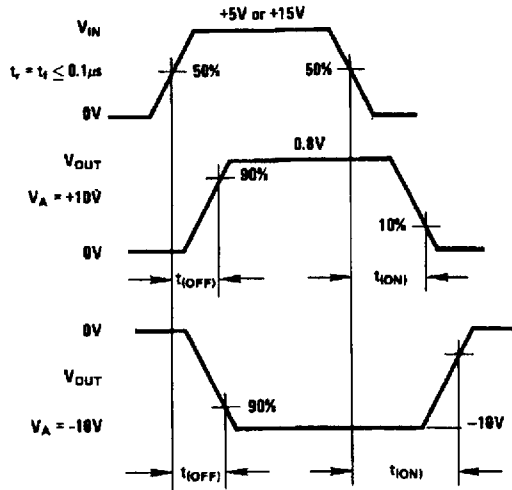 +5V or +15V
V_IN
t_r = t_f ≤ 0.1μs
50%
50%
0V
0.8V
V_OUT
90%
V_A = +10V
10%
0V
t(OFF)
t(ON)
0V
V_OUT
90%
V_A = -10V
-10V
t(OFF)
t(ON)